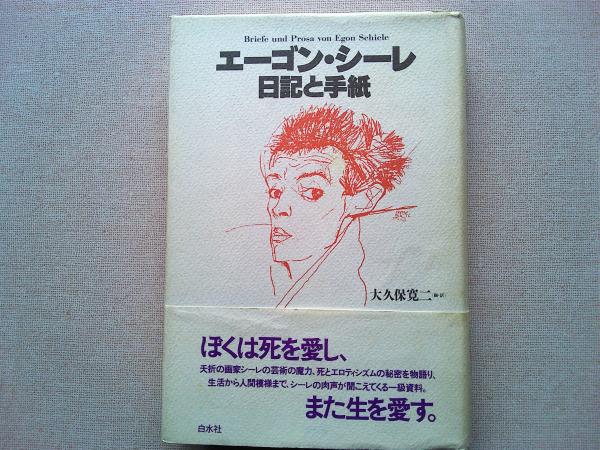 Briefe und Prosa von Egon Schiele
エーゴン・シーレ
日記と手紙
大久保寛二[編・訳]
ぼくは死を愛し、
夭折の画家シーレの芸術の魔力、死とエロティシズムの秘密を物語り、
生活から人間模様まで、シーレの肉声が聞こえてくる一級資料。
また生を愛す。
白水社